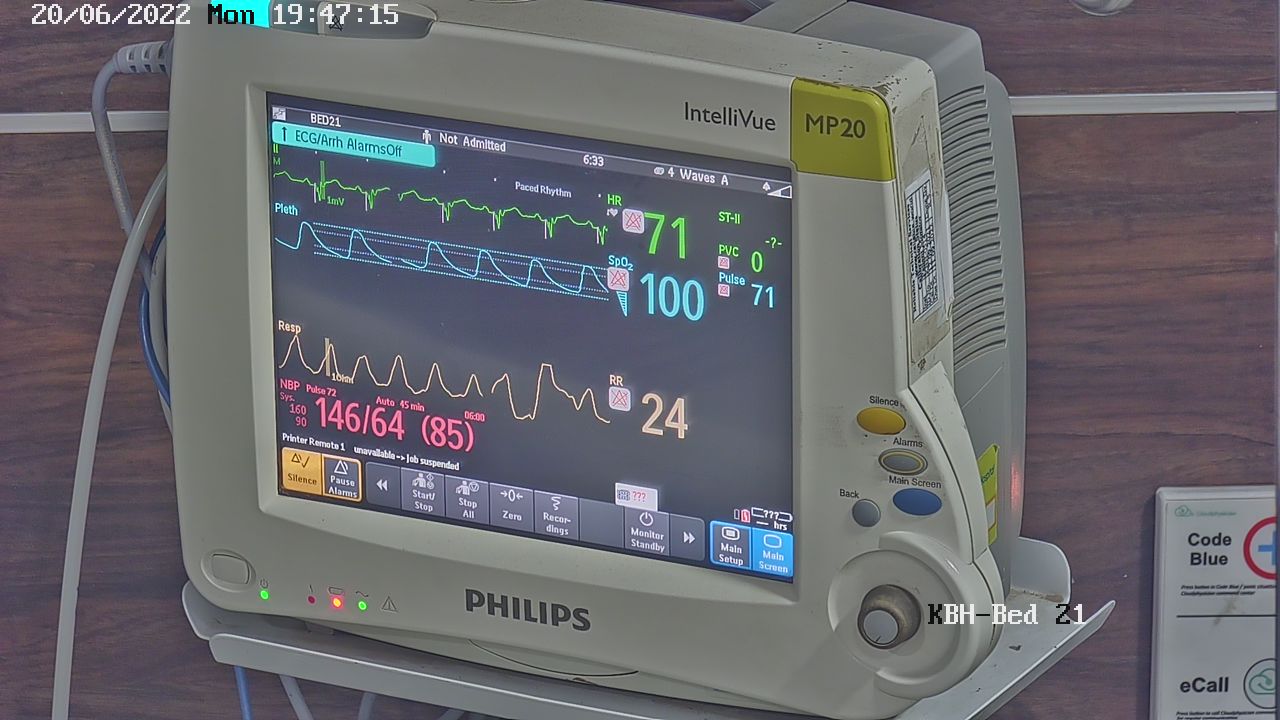 20/06/2022 Mon 19:47:15
IntelliVue
MP20
BED21
Not Admitted
6:33
4 Waves A
ECG/Arrh AlarmsOff
II
M
1mV
Paced Rhythm
HR
71
ST-II
-?-
PVC
0
Pleth
SpO₂
100
Pulse
71
Resp
RR
24
NBP
Pulse 72
Auto 45 min
06:00
Sys.
160
90
146/64 (85)
Printer Remote 1 unavailable -> Job suspended
Silence
Pause Alarms
Start/ Stop
Stop All
→0←
Zero
Recor- dings
???
Monitor Standby
Main Setup
Main Screen
???
hrs
Silence
Alarms
Main Screen
Back
PHILIPS
KBH-Bed 21
Cloudphysician
Code
Blue
eCall